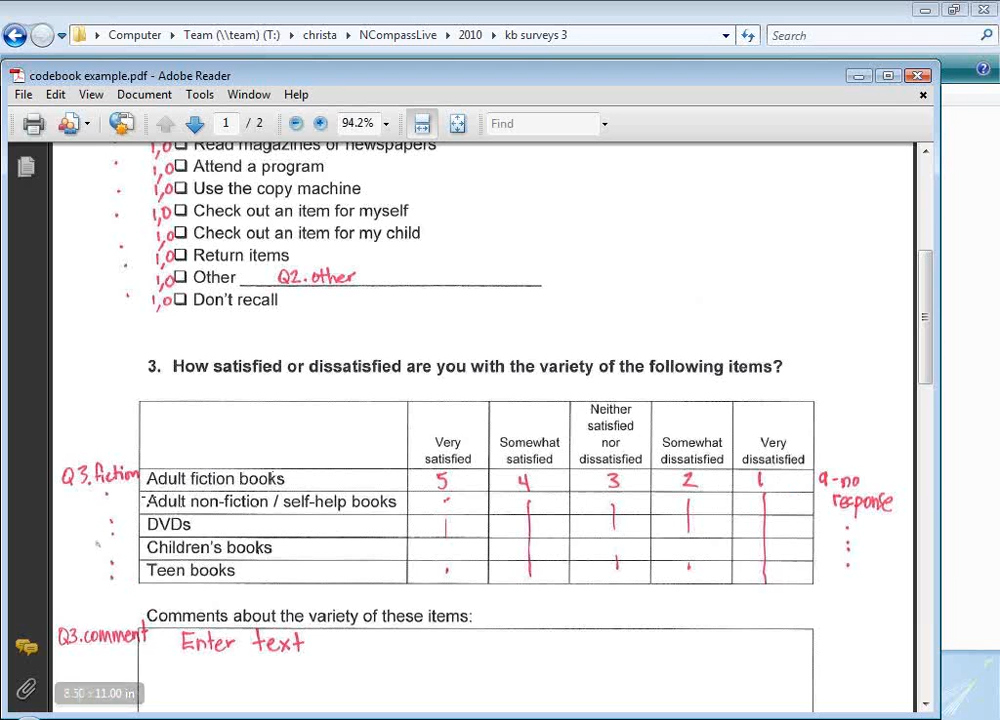 Computer Team (\\team) (T:) christa NCompassLive 2010 kb surveys 3
Search
codebook example.pdf - Adobe Reader
File Edit View Document Tools Window Help
1 / 2 94.2% Find
1,0 Read magazines or newspapers
1,0 Attend a program
1,0 Use the copy machine
1,0 Check out an item for myself
1,0 Check out an item for my child
1,0 Return items
1,0 Other Q2.other
1,0 Don't recall
3. How satisfied or dissatisfied are you with the variety of the following items?
Very satisfied
Somewhat satisfied
Neither satisfied nor dissatisfied
Somewhat dissatisfied
Very dissatisfied
Q3.fiction Adult fiction books 5 4 3 2 1 9-no response
Adult non-fiction / self-help books
DVDs
Children's books
Teen books
Comments about the variety of these items:
Q3.comment Enter text
8.50 x 11.00 in